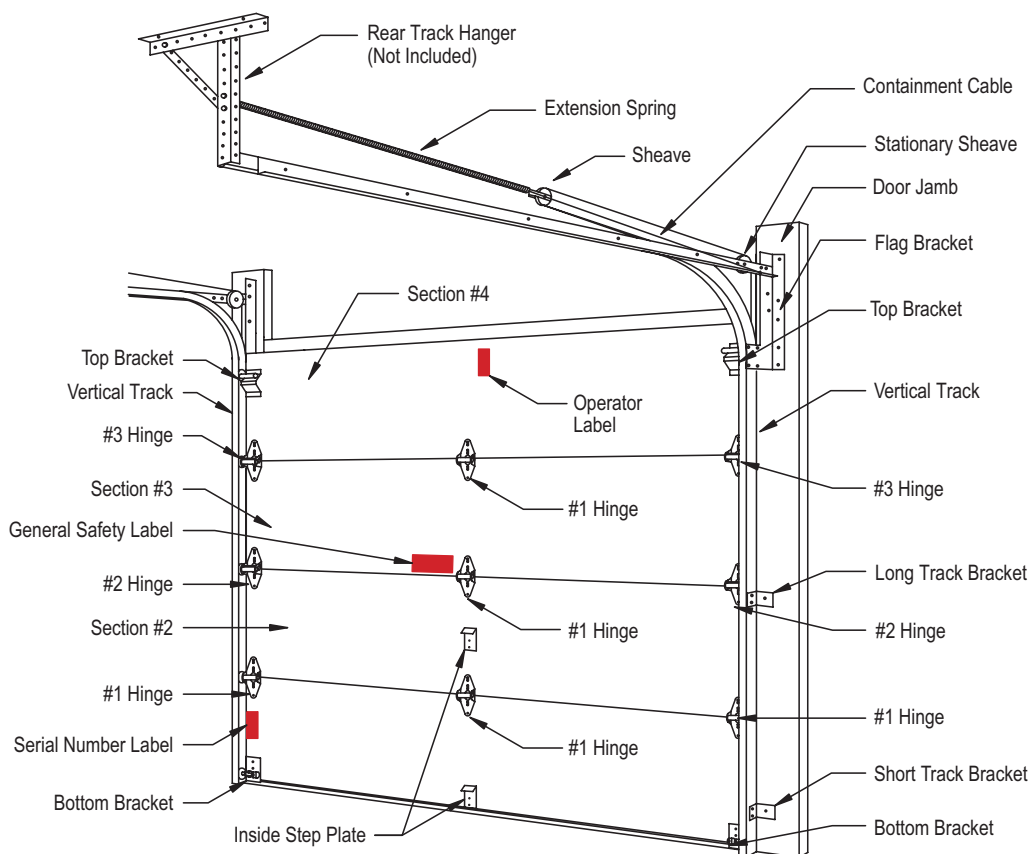 Rear Track Hanger
(Not Included)
Containment Cable
Extension Spring
Stationary Sheave
Sheave
Door Jamb
Flag Bracket
Section #4
Top Bracket
Top Bracket
Vertical Track
Operator
Label
Vertical Track
#3 Hinge
Section #3
#1 Hinge
#3 Hinge
General Safety Label
#2 Hinge
Long Track Bracket
Section #2
#1 Hinge
#2 Hinge
#1 Hinge
#1 Hinge
Serial Number Label
#1 Hinge
Short Track Bracket
Bottom Bracket
Inside Step Plate
Bottom Bracket